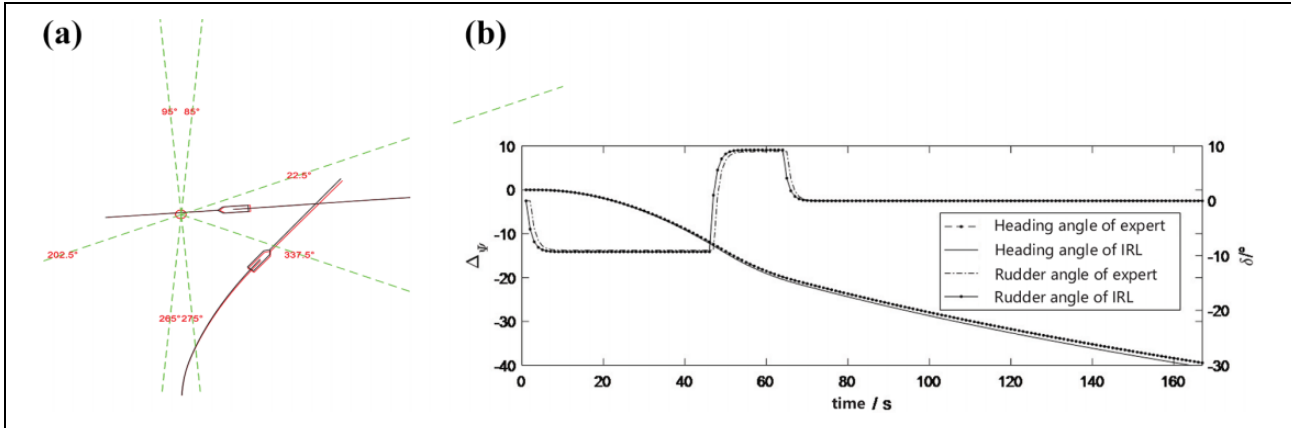 (a)
(b)
95° 85°
22.5°
202.5°
337.5°
265° 275°
10
0
-10
-20
-30
-40
Δψ
10
0
-10
-20
-30
δ/°
0 20 40 60 80 100 120 140 160
time / s
Heading angle of expert
Heading angle of IRL
Rudder angle of expert
Rudder angle of IRL